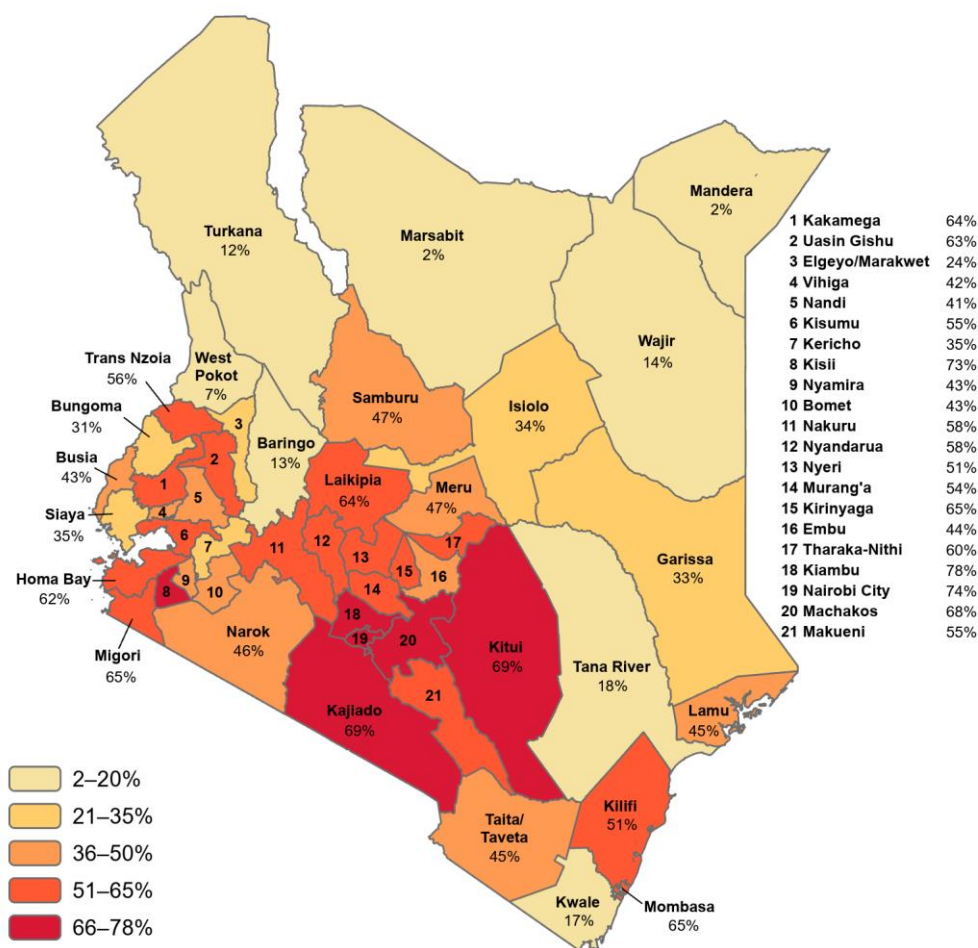 Mandera
2%
Turkana
12%
Marsabit
2%
Wajir
14%
Trans Nzoia
56%
West
Pokot
7%
Samburu
47%
Isiolo
34%
Bungoma
31%
Baringo
13%
Busia
43%
Laikipia
64%
Meru
47%
Siaya
35%
Garissa
33%
Homa Bay
62%
Narok
46%
Kitui
69%
Tana River
18%
Migori
65%
Kajiado
69%
Lamu
45%
Kilifi
51%
Taita/
Taveta
45%
Kwale
17%
Mombasa
65%
1
2
3
4
5
6
7
8
9
10
11
12
13
14
15
16
17
18
19
20
21
1 Kakamega 64%
2 Uasin Gishu 63%
3 Elgeyo/Marakwet 24%
4 Vihiga 42%
5 Nandi 41%
6 Kisumu 55%
7 Kericho 35%
8 Kisii 73%
9 Nyamira 43%
10 Bomet 43%
11 Nakuru 58%
12 Nyandarua 58%
13 Nyeri 51%
14 Murang'a 54%
15 Kirinyaga 65%
16 Embu 44%
17 Tharaka-Nithi 60%
18 Kiambu 78%
19 Nairobi City 74%
20 Machakos 68%
21 Makueni 55%
2–20%
21–35%
36–50%
51–65%
66–78%